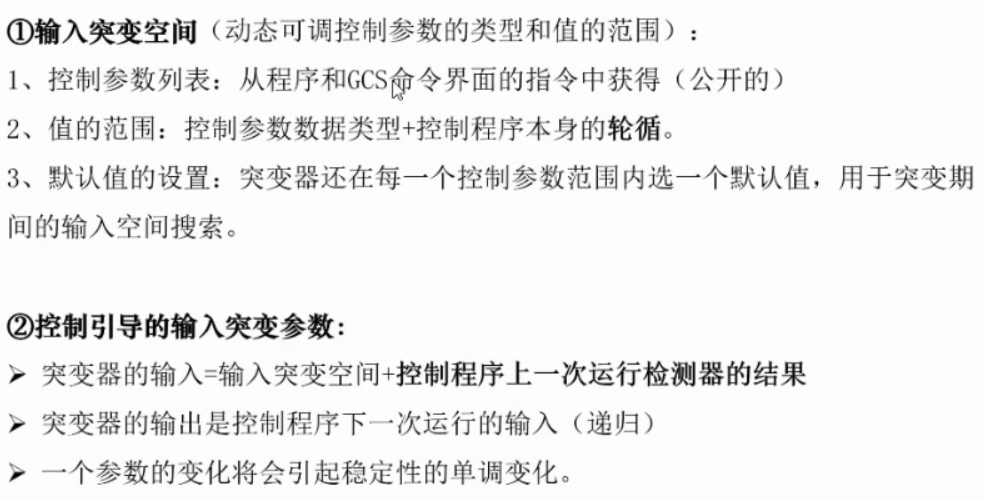 ①输入突变空间（动态可调控制参数的类型和值的范围）：
1、控制参数列表：从程序和GCS命令界面的指令中获得（公开的）
2、值的范围：控制参数数据类型+控制程序本身的轮循。
3、默认值的设置：突变器还在每一个控制参数范围内选一个默认值，用于突变期
间的输入空间搜索。
②控制引导的输入突变参数：
➢ 突变器的输入=输入突变空间+控制程序上一次运行检测器的结果
➢ 突变器的输出是控制程序下一次运行的输入（递归）
➢ 一个参数的变化将会引起稳定性的单调变化。